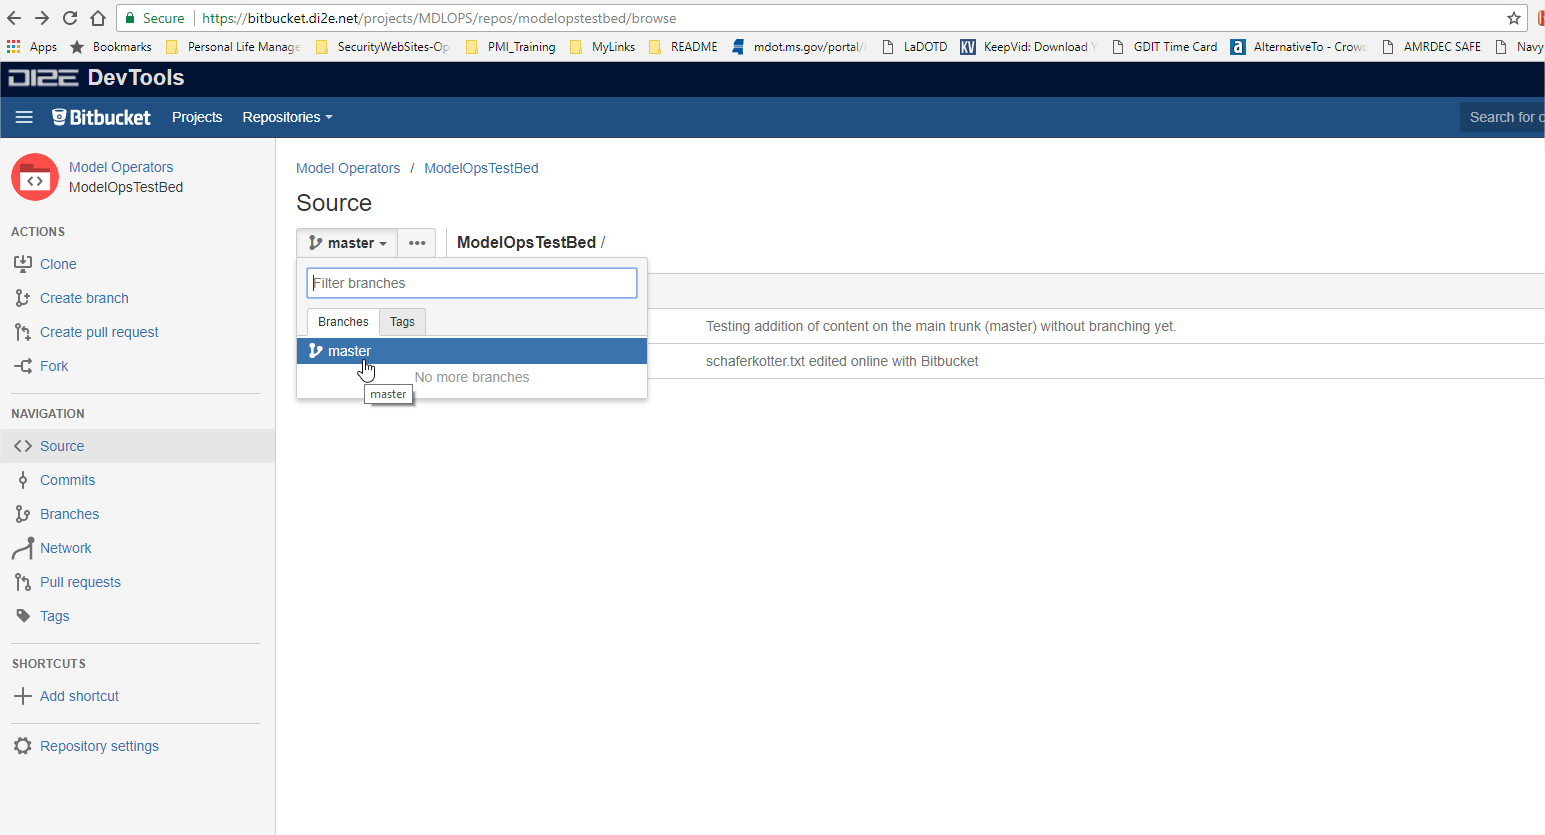 Secure https://bitbucket.di2e.net/projects/MDLOPS/repos/modelopstestbed/browse
Apps Bookmarks Personal Life Manage SecurityWebSites-Op PMI_Training MyLinks README mdot.ms.gov/portal/ LaDOTD KV KeepVid: Download GDIT Time Card a AlternativeTo - Crow AMRDEC SAFE Navy
DI2E DevTools
Bitbucket Projects Repositories Search for c
Model Operators
ModelOpsTestBed
ACTIONS
Clone
Create branch
Create pull request
Fork
NAVIGATION
Source
Commits
Branches
Network
Pull requests
Tags
SHORTCUTS
Add shortcut
Repository settings
Model Operators / ModelOpsTestBed
Source
master ••• ModelOpsTestBed /
Filter branches
Branches Tags
master
No more branches
master
Testing addition of content on the main trunk (master) without branching yet.
schaferkotter.txt edited online with Bitbucket